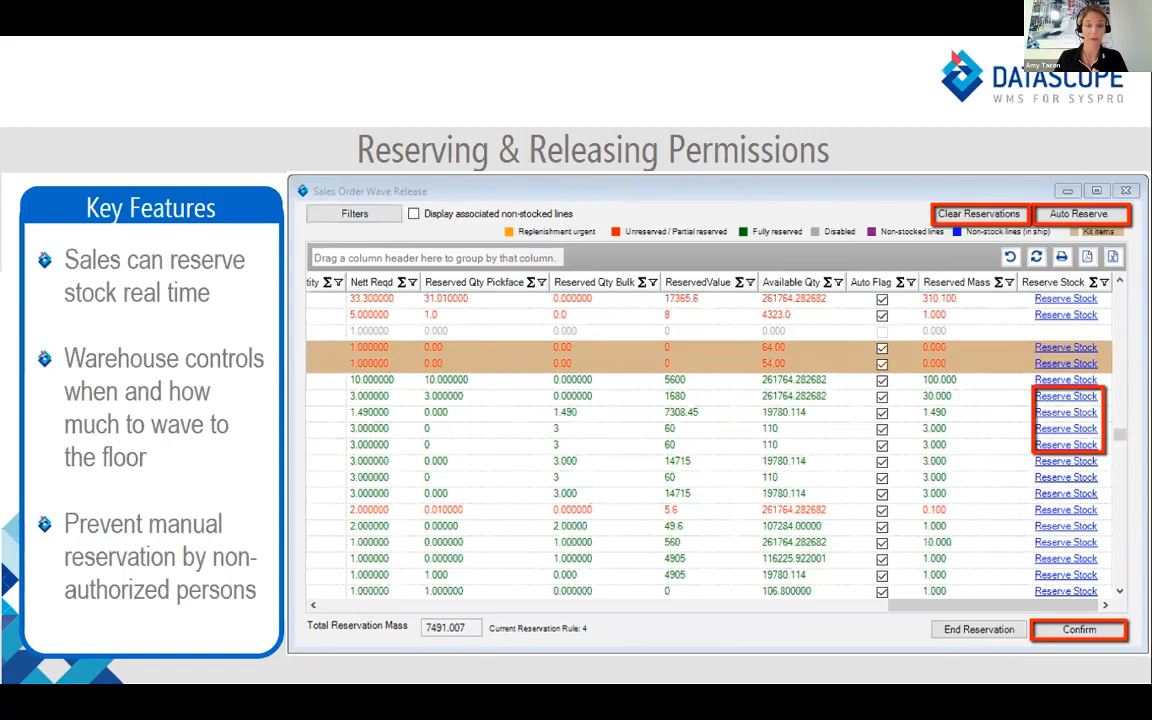 Amy Tacon
DATASCOPE
WMS FOR SYSPRO
Reserving & Releasing Permissions
Key Features
Sales can reserve
stock real time
Warehouse controls
when and how
much to wave to
the floor
Prevent manual
reservation by non-
authorized persons
Sales Order Wave Release
Filters
Display associated non-stocked lines
Clear Reservations
Auto Reserve
Replenishment urgent
Unreserved / Partial reserved
Fully reserved
Disabled
Non-stocked lines
Non-stock lines (in ship)
Kit items
Drag a column header here to group by that column.
tity Nett Reqd Reserved Qty Pickface Reserved Qty Bulk ReservedValue Available Qty Auto Flag Reserved Mass Reserve Stock
33.300000 31.010000 0.000000 17365.6 261764.282682 310.100 Reserve Stock
5.000000 1.0 0.0 8 4323.0 1.000 Reserve Stock
1.000000 0.000 0.000 0 0.000 0.000
1.000000 0.00 0.00 0 64.00 0.000 Reserve Stock
1.000000 0.00 0.00 0 54.00 0.000 Reserve Stock
10.000000 10.000000 0.000000 5600 261764.282682 100.000 Reserve Stock
3.000000 3.000000 0.000000 1680 261764.282682 30.000 Reserve Stock
1.490000 0.000 1.490 7308.45 19780.114 1.490 Reserve Stock
3.000000 0 3 60 110 3.000 Reserve Stock
3.000000 0 3 60 110 3.000 Reserve Stock
3.000000 0.000 3.000 14715 19780.114 3.000 Reserve Stock
3.000000 0 3 60 110 3.000 Reserve Stock
3.000000 0.000 3.000 14715 19780.114 3.000 Reserve Stock
2.000000 0.010000 0.000000 5.6 261764.282682 0.100 Reserve Stock
2.000000 0.00000 2.00000 49.6 107284.00000 1.000 Reserve Stock
1.000000 0.000000 1.000000 560 261764.282682 10.000 Reserve Stock
1.000000 0.000000 1.000000 4905 116225.922001 1.000 Reserve Stock
1.000000 1.000 0.000 4905 19780.114 1.000 Reserve Stock
1.000000 1.000000 0.000000 0 106.800000 1.000 Reserve Stock
Total Reservation Mass 7491.007 Current Reservation Rule: 4
End Reservation
Confirm